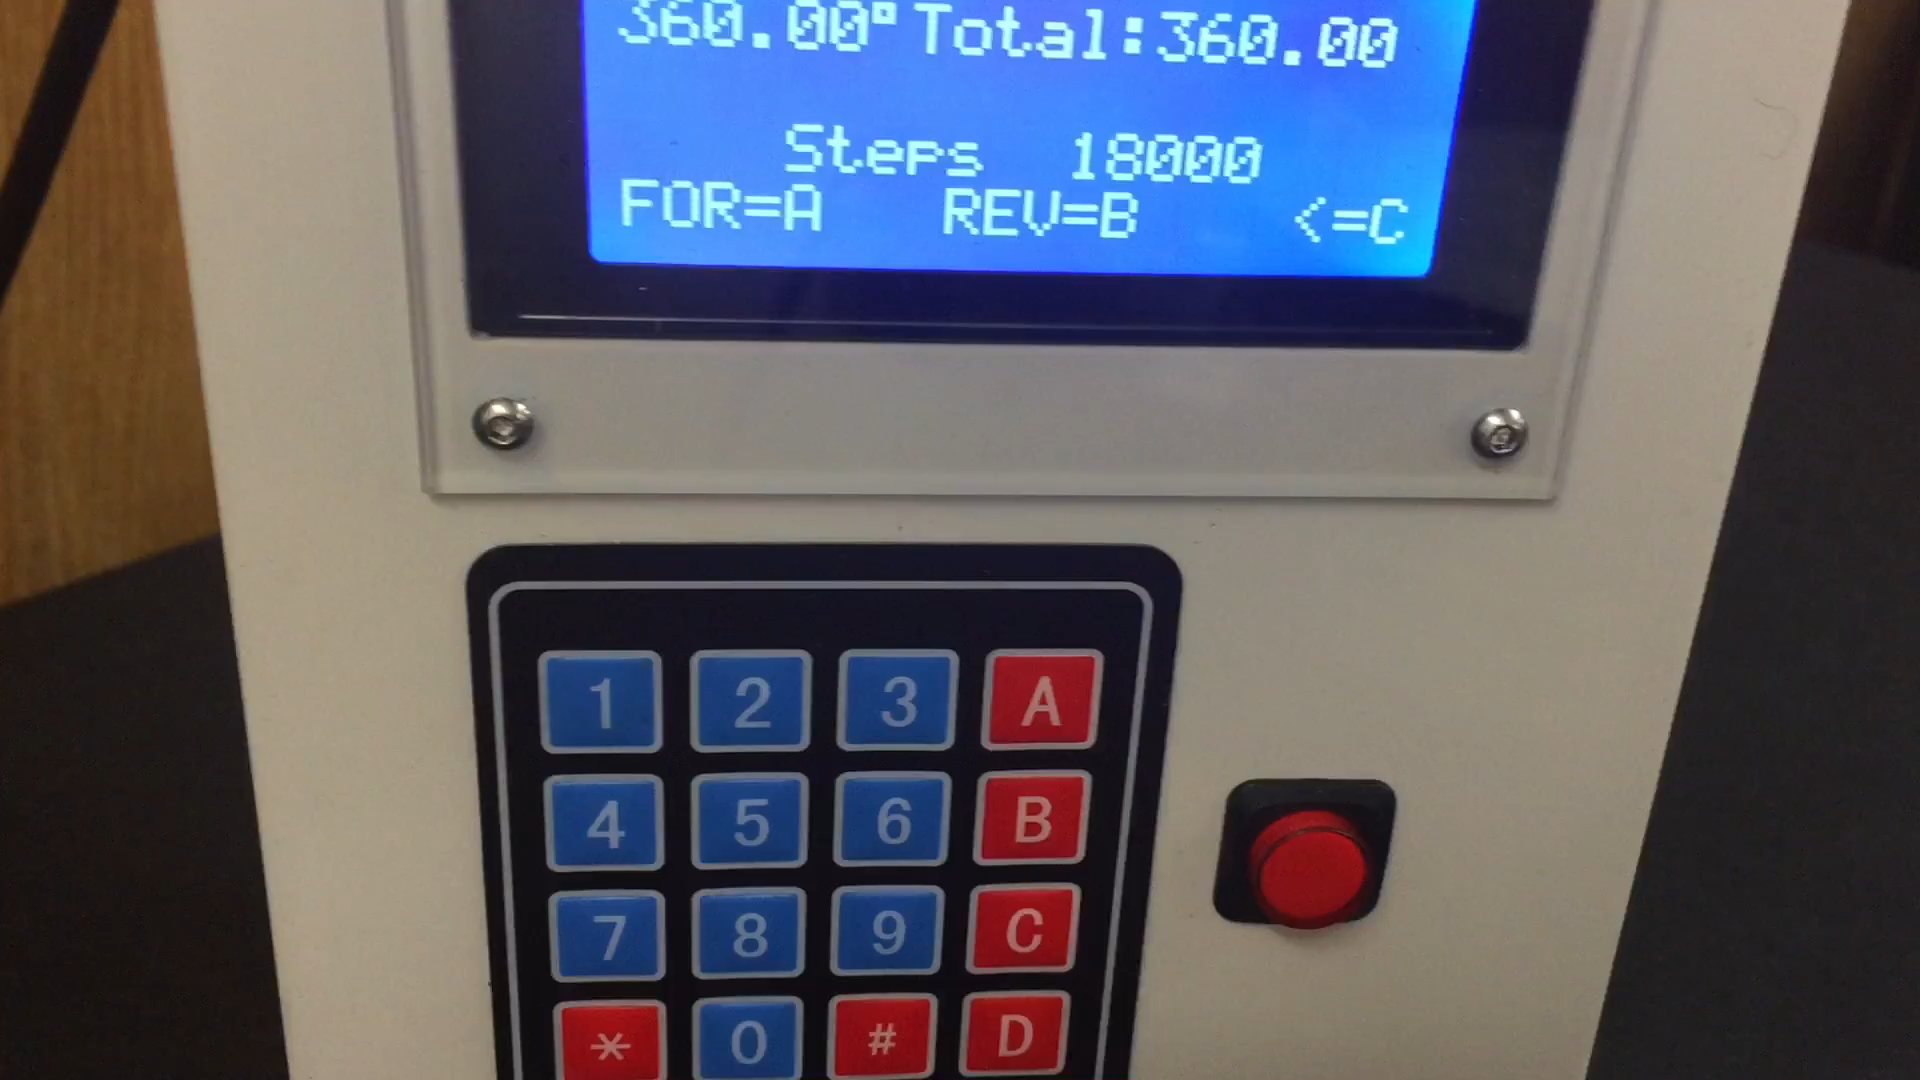 360.00° Total:360.00
Steps 18000
FOR=A REV=B <=C
1 2 3 A
4 5 6 B
7 8 9 C
* 0 # D